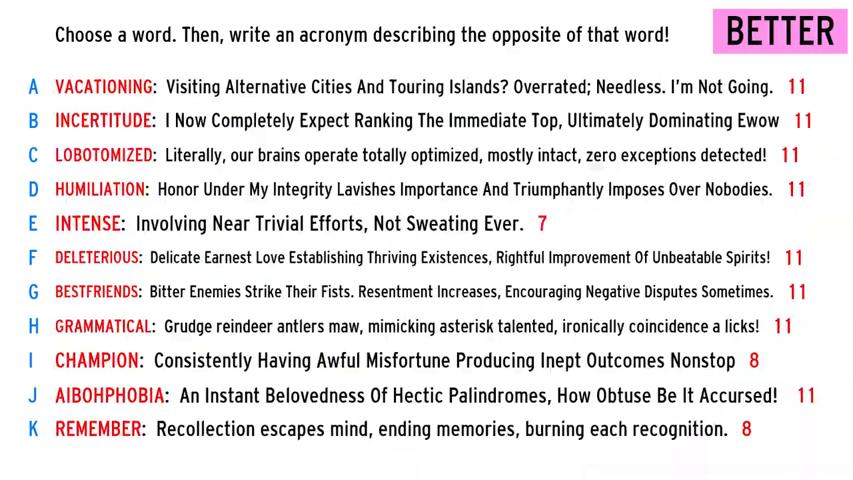 Choose a word. Then, write an acronym describing the opposite of that word!
BETTER
A VACATIONING: Visiting Alternative Cities And Touring Islands? Overrated; Needless. I'm Not Going. 11
B INCERTITUDE: I Now Completely Expect Ranking The Immediate Top, Ultimately Dominating Ewow 11
C LOBOTOMIZED: Literally, our brains operate totally optimized, mostly intact, zero exceptions detected! 11
D HUMILIATION: Honor Under My Integrity Lavishes Importance And Triumphantly Imposes Over Nobodies. 11
E INTENSE: Involving Near Trivial Efforts, Not Sweating Ever. 7
F DELETERIOUS: Delicate Earnest Love Establishing Thriving Existences, Rightful Improvement Of Unbeatable Spirits! 11
G BESTFRIENDS: Bitter Enemies Strike Their Fists. Resentment Increases, Encouraging Negative Disputes Sometimes. 11
H GRAMMATICAL: Grudge reindeer antlers maw, mimicking asterisk talented, ironically coincidence a licks! 11
I CHAMPION: Consistently Having Awful Misfortune Producing Inept Outcomes Nonstop 8
J AIBOHPHOBIA: An Instant Belovedness Of Hectic Palindromes, How Obtuse Be It Accursed! 11
K REMEMBER: Recollection escapes mind, ending memories, burning each recognition. 8